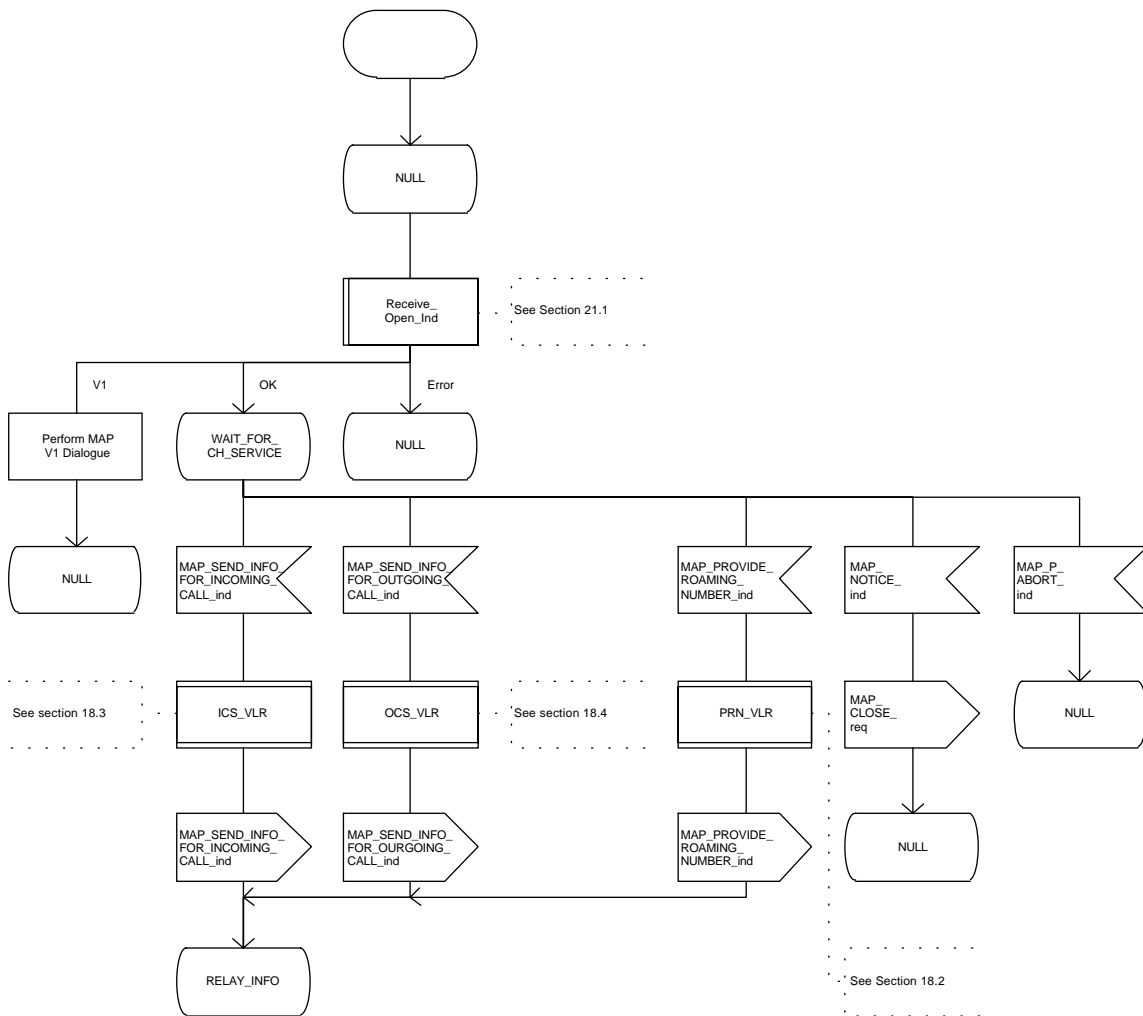 NULL
Receive_
Open_Ind
See Section 21.1
V1
OK
Error
Perform MAP
V1 Dialogue
WAIT_FOR_
CH_SERVICE
NULL
NULL
MAP_SEND_INFO_
FOR_INCOMING_
CALL_ind
MAP_SEND_INFO_
FOR_OUTGOING_
CALL_ind
MAP_PROVIDE_
ROAMING_
NUMBER_ind
MAP_
NOTICE_
ind
MAP_P_
ABORT_
ind
See section 18.3
ICS_VLR
OCS_VLR
See section 18.4
PRN_VLR
MAP_
CLOSE_
req
NULL
MAP_SEND_INFO_
FOR_INCOMING_
CALL_ind
MAP_SEND_INFO_
FOR_OURGOING_
CALL_ind
MAP_PROVIDE_
ROAMING_
NUMBER_ind
NULL
RELAY_INFO
See Section 18.2